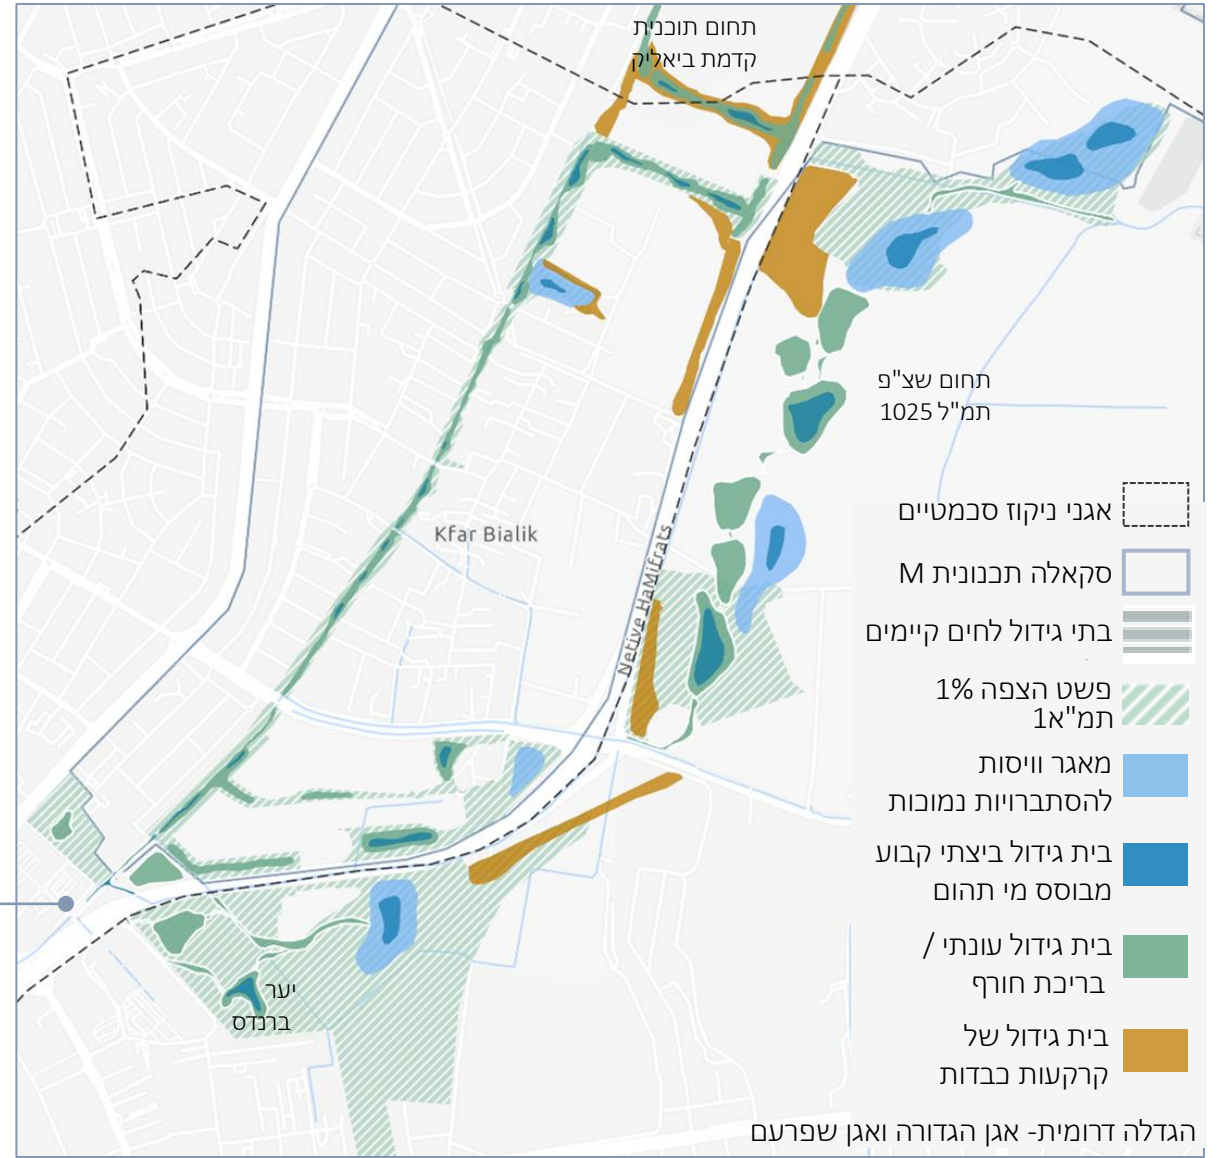 תחום תוכנית
קדמת ביאליק
תחום שצ"פ
תמ"ל 1025
Kfar Bialik
Netive HaMifrats
יער
ברנדס
אגני ניקוז סכמטיים
סקאלה תכנונית M
בתי גידול לחים קיימים
פשט הצפה 1%
תמ"א1
מאגר וויסות
להסתברויות נמוכות
בית גידול ביצתי קבוע
מבוסס מי תהום
בית גידול עונתי /
בריכת חורף
בית גידול של
קרקעות כבדות
הגדלה דרומית- אגן הגדורה ואגן שפרעם